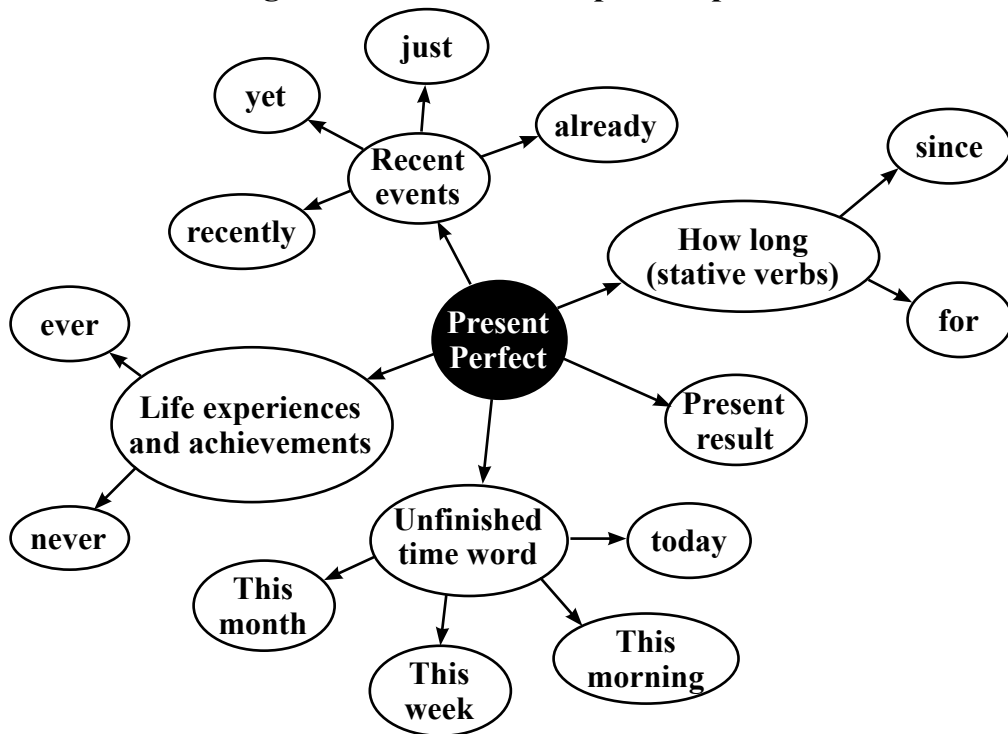 just
yet
already
Recent
events
since
recently
How long
(stative verbs)
for
Present
Perfect
ever
Life experiences
and achievements
Present
result
never
Unfinished
time word
today
This
month
This
morning
This
week